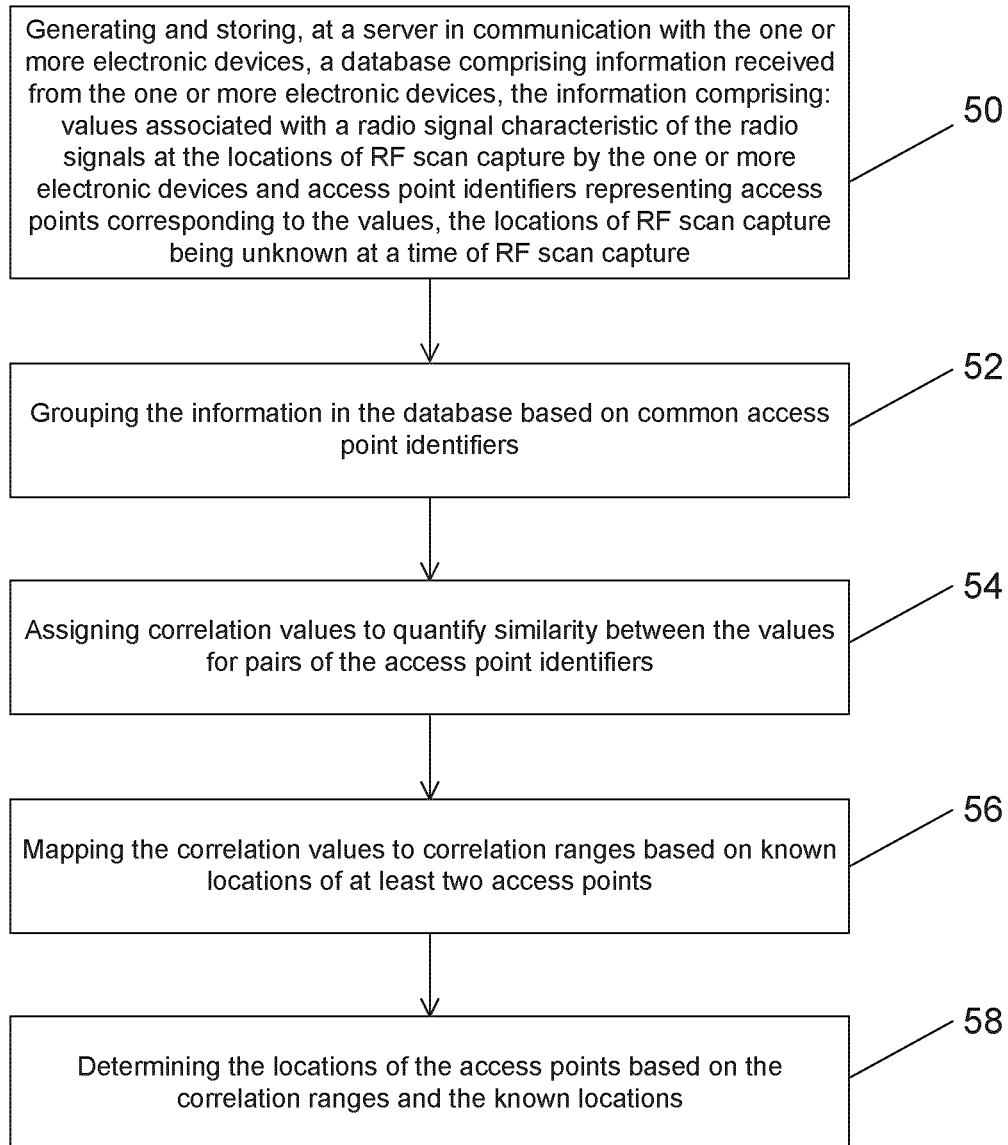 Generating and storing, at a server in communication with the one or
more electronic devices, a database comprising information received
from the one or more electronic devices, the information comprising:
values associated with a radio signal characteristic of the radio
signals at the locations of RF scan capture by the one or more
electronic devices and access point identifiers representing access
points corresponding to the values, the locations of RF scan capture
being unknown at a time of RF scan capture
50
Grouping the information in the database based on common access
point identifiers
52
Assigning correlation values to quantify similarity between the values
for pairs of the access point identifiers
54
Mapping the correlation values to correlation ranges based on known
locations of at least two access points
56
Determining the locations of the access points based on the
correlation ranges and the known locations
58